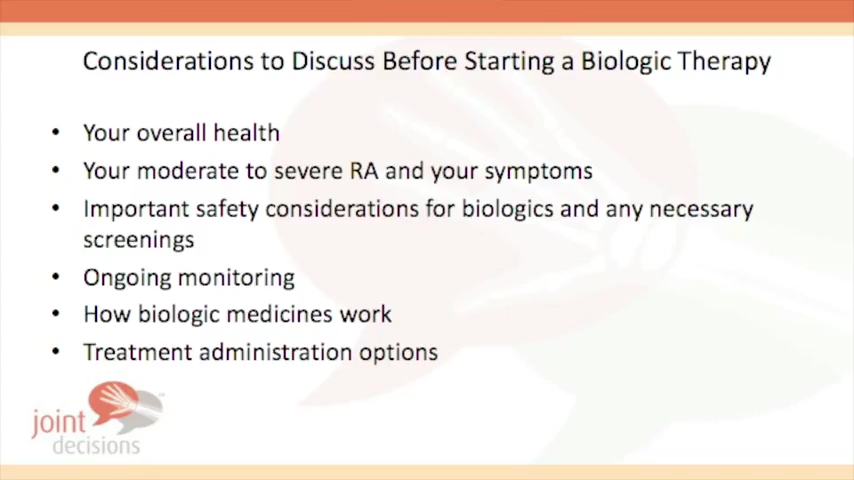 Considerations to Discuss Before Starting a Biologic Therapy
• Your overall health
• Your moderate to severe RA and your symptoms
• Important safety considerations for biologics and any necessary
screenings
• Ongoing monitoring
• How biologic medicines work
• Treatment administration options
joint
decisions